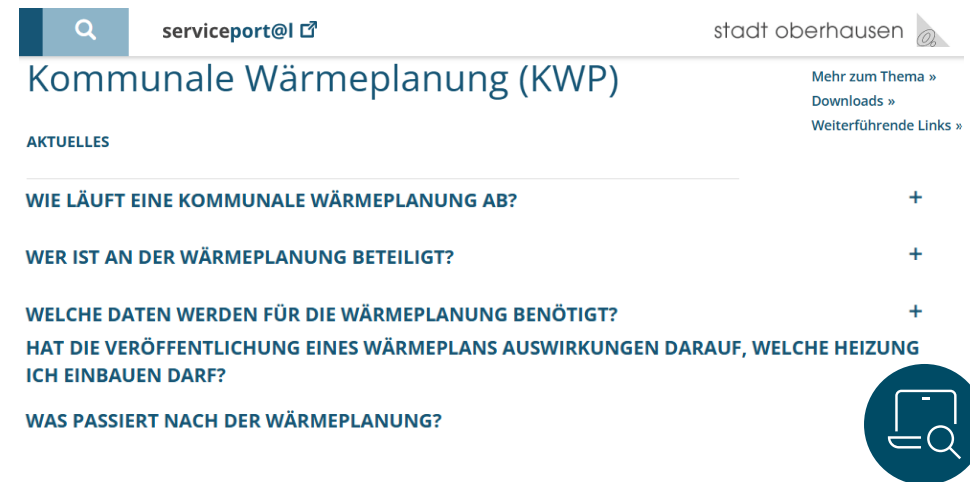 serviceport@l
stadt oberhausen
Kommunale Wärmeplanung (KWP)
Mehr zum Thema »
Downloads »
Weiterführende Links »
AKTUELLES
WIE LÄUFT EINE KOMMUNALE WÄRMEPLANUNG AB? +
WER IST AN DER WÄRMEPLANUNG BETEILIGT? +
WELCHE DATEN WERDEN FÜR DIE WÄRMEPLANUNG BENÖTIGT? +
HAT DIE VERÖFFENTLICHUNG EINES WÄRMEPLANS AUSWIRKUNGEN DARAUF, WELCHE HEIZUNG
ICH EINBAUEN DARF?
WAS PASSIERT NACH DER WÄRMEPLANUNG?